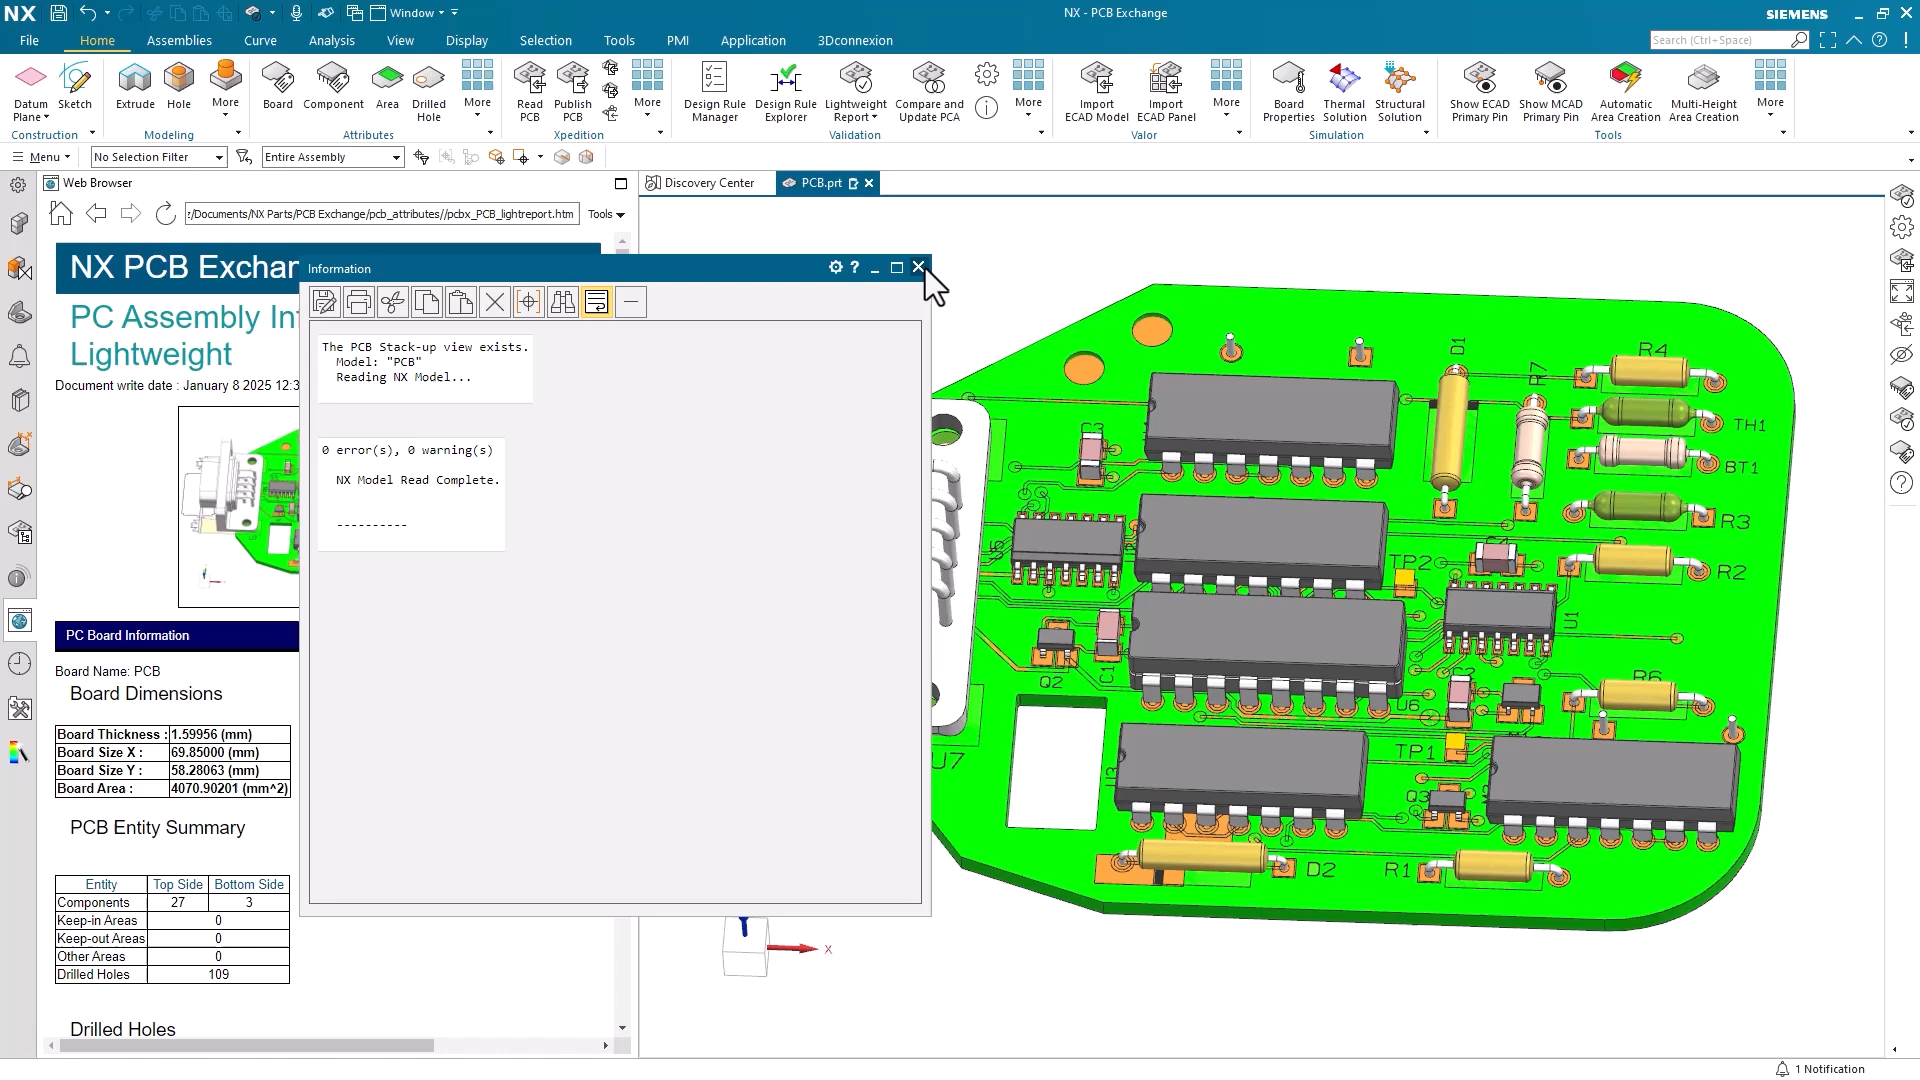 NX
Window
NX - PCB Exchange
SIEMENS
File
Home
Assemblies
Curve
Analysis
View
Display
Selection
Tools
PMI
Application
3Dconnexion
Search (Ctrl+Space)
Datum Plane
Sketch
Extrude
Hole
More
Board
Component
Area
Drilled Hole
More
Read PCB
Publish PCB
More
Design Rule Manager
Design Rule Explorer
Lightweight Report
Compare and Update PCA
More
Import ECAD Model
Import ECAD Panel
More
Board Properties
Thermal Solution
Structural Solution
Show ECAD Primary Pin
Show MCAD Primary Pin
Automatic Area Creation
Multi-Height Area Creation
More
Construction
Modeling
Attributes
Xpedition
Validation
Valor
Simulation
Tools
Menu
No Selection Filter
Entire Assembly
Web Browser
Discovery Center
PCB.prt
:/Documents/NX Parts/PCB Exchange/pcb_attributes//pcbx_PCB_lightreport.htm
Tools
NX PCB Exchan
PC Assembly In
Lightweight
Document write date : January 8 2025 12:3
PC Board Information
Board Name: PCB
Board Dimensions
Board Thickness : 1.59956 (mm)
Board Size X : 69.85000 (mm)
Board Size Y : 58.28063 (mm)
Board Area : 4070.90201 (mm^2)
PCB Entity Summary
Entity Top Side Bottom Side
Components 27 3
Keep-in Areas 0
Keep-out Areas 0
Other Areas 0
Drilled Holes 109
Drilled Holes
Information
The PCB Stack-up view exists.
Model: "PCB"
Reading NX Model...
0 error(s), 0 warning(s)
NX Model Read Complete.
----------
D1
R7
R4
TH1
BT1
R3
R2
TP2
U1
C1
Q2
C2
R6
U6
TP1
U7
U3
Q3
D2
R1
X
1 Notification